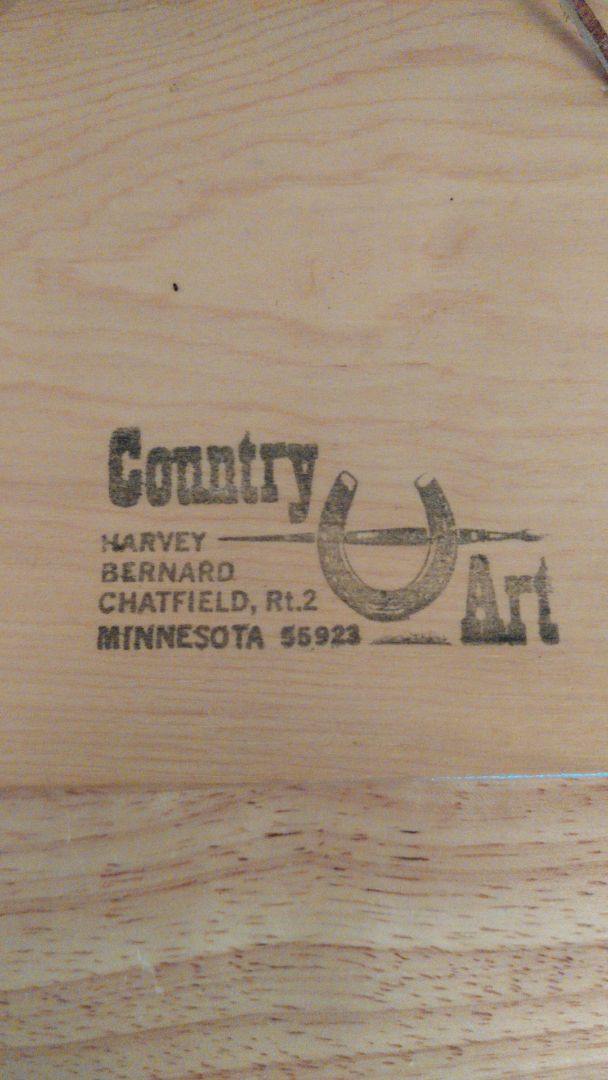 Country
HARVEY
BERNARD
CHATFIELD, Rt.2
MINNESOTA 55923
Art